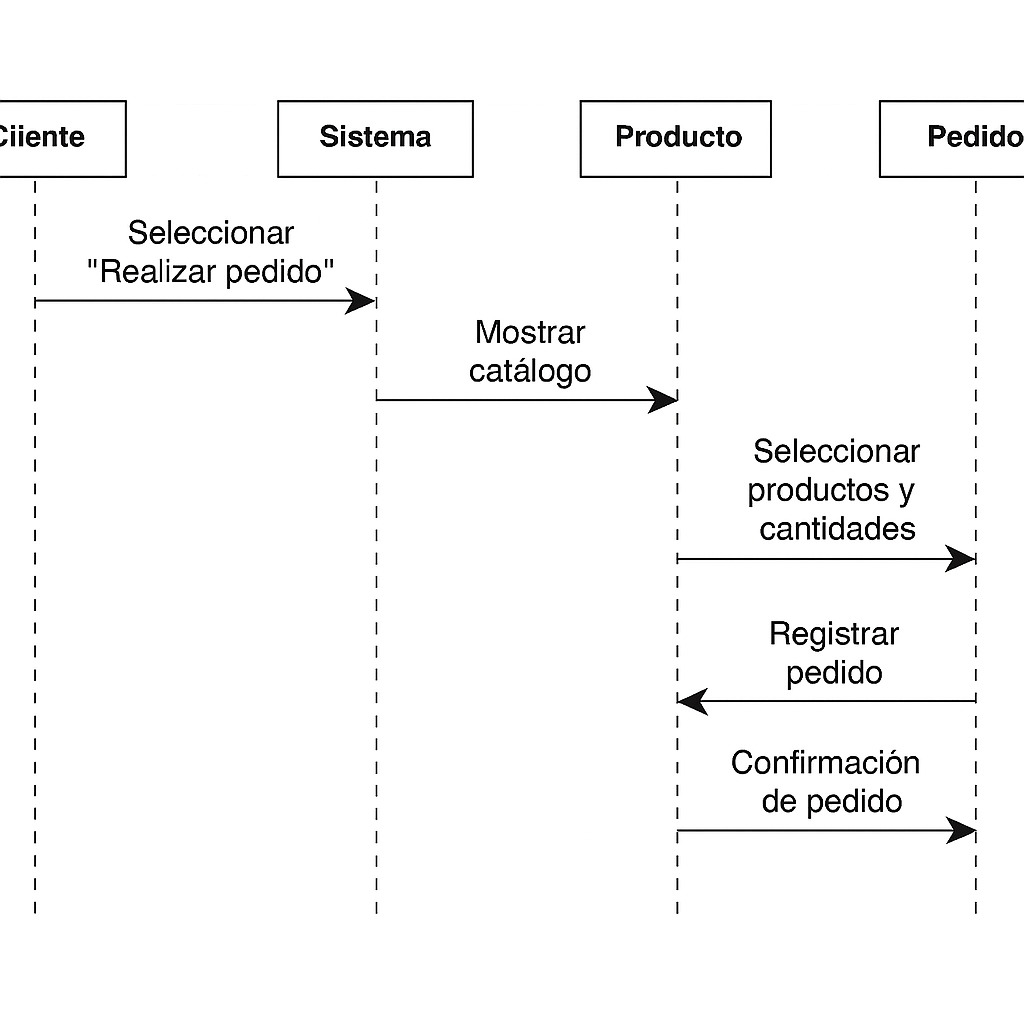 Ciiente
Sistema
Producto
Pedido
Seleccionar
"Realizar pedido"
Mostrar
catálogo
Seleccionar
productos y
cantidades
Registrar
pedido
Confirmación
de pedido